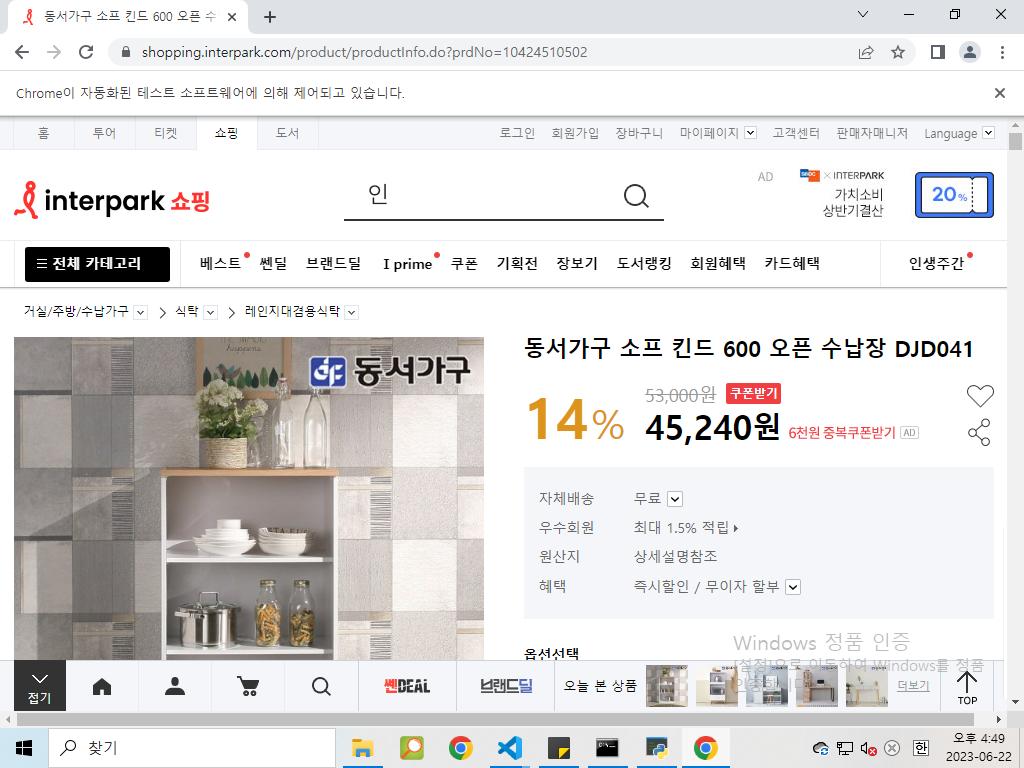 동서가구 소프 킨드 600 오픈 수
shopping.interpark.com/product/productInfo.do?prdNo=10424510502
Chrome이 자동화된 테스트 소프트웨어에 의해 제어되고 있습니다.
홈 투어 티켓 쇼핑 도서 로그인 회원가입 장바구니 마이페이지 고객센터 판매자매니저 Language
interpark 쇼핑
인
AD
× INTERPARK
가치소비
상반기결산
20%
전체 카테고리 베스트 쎈딜 브랜드딜 I prime 쿠폰 기획전 장보기 도서랭킹 회원혜택 카드혜택 인생주간
거실/주방/수납가구 식탁 레인지대겸용식탁
happens
동서가구
동서가구 소프 킨드 600 오픈 수납장 DJD041
14%
53,000원 쿠폰받기
45,240원 6천원 중복쿠폰받기 AD
자체배송 무료
우수회원 최대 1.5% 적립
원산지 상세설명참조
혜택 즉시할인 / 무이자 할부
옵션선택
Windows 정품 인증
[설정]으로 이동하여 Windows를 정품
인증합니다.
접기
쎈DEAL
브랜드딜
오늘 본 상품
더보기
TOP
찾기
한
오후 4:49
2023-06-22